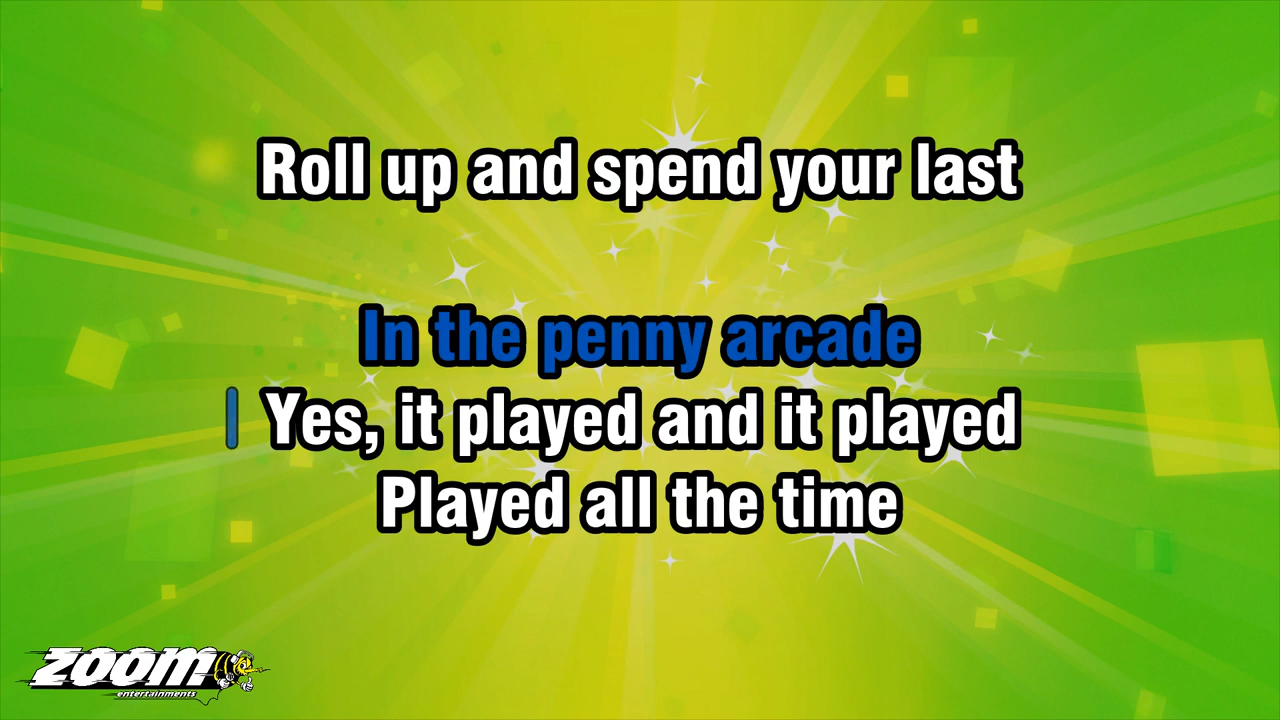 Roll up and spend your last
In the penny arcade
Yes, it played and it played
Played all the time
ZOOM
entertainments